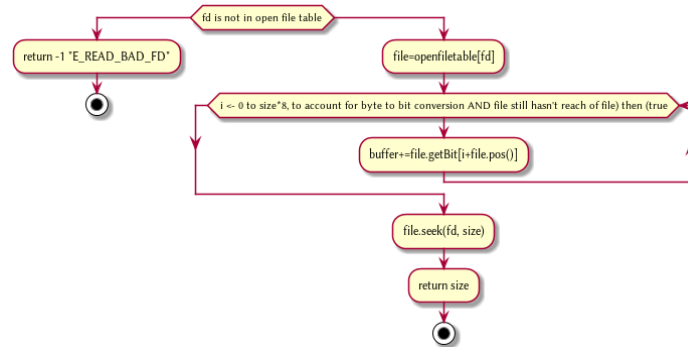 fd is not in open file table
return -1 "E_READ_BAD_FD"
file=openfiletable[fd]
i <- 0 to size*8, to account for byte to bit conversion AND file still hasn't reach of file) then (true
buffer+=file.getBit[i+file.pos()]
file.seek(fd, size)
return size